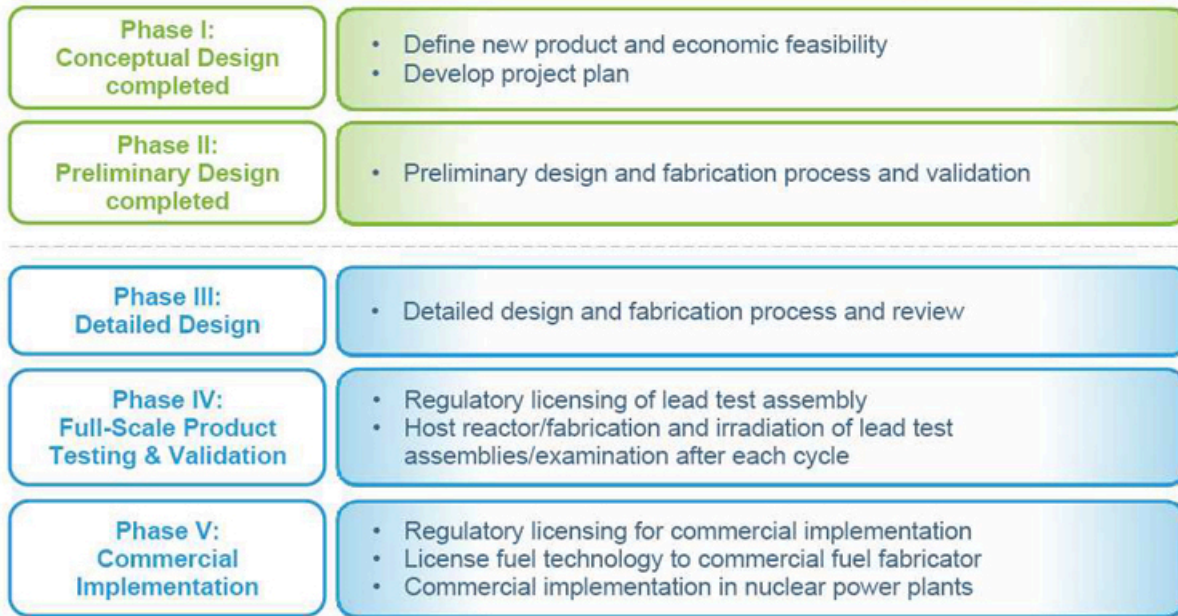 Phase I:
Conceptual Design
completed
• Define new product and economic feasibility
• Develop project plan
Phase II:
Preliminary Design
completed
• Preliminary design and fabrication process and validation
Phase III:
Detailed Design
• Detailed design and fabrication process and review
Phase IV:
Full-Scale Product
Testing & Validation
• Regulatory licensing of lead test assembly
• Host reactor/fabrication and irradiation of lead test
assemblies/examination after each cycle
Phase V:
Commercial
Implementation
• Regulatory licensing for commercial implementation
• License fuel technology to commercial fuel fabricator
• Commercial implementation in nuclear power plants